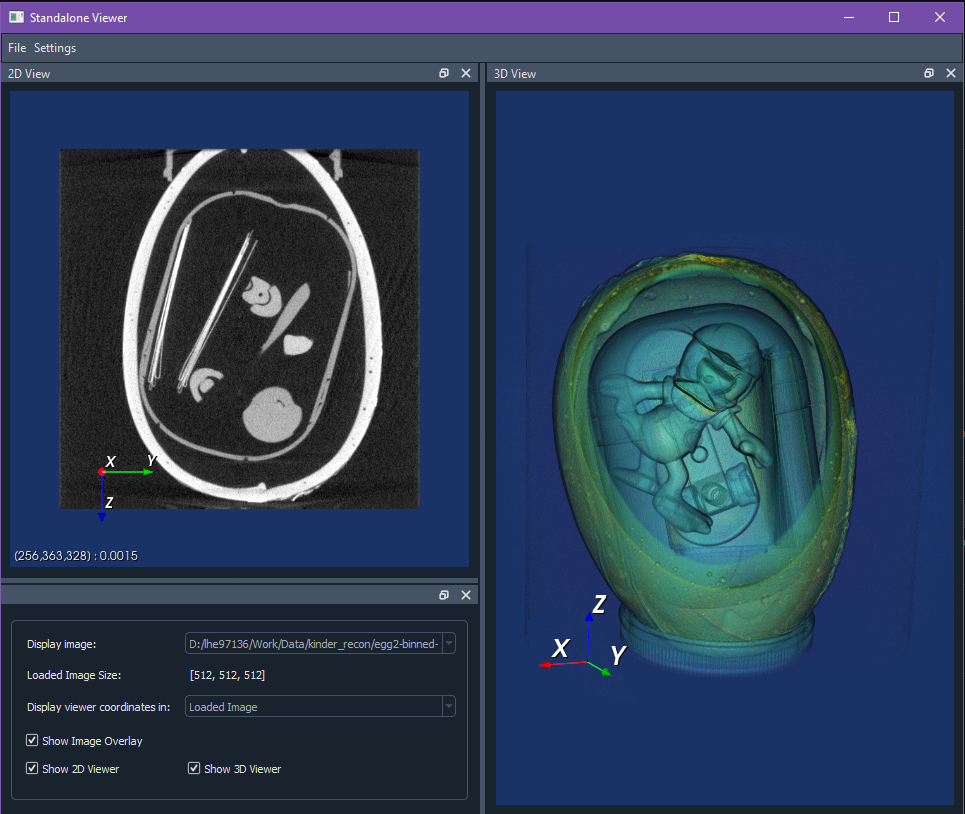 Standalone Viewer
File Settings
2D View
3D View
X
Y
Z
(256,363,328) : 0.0015
Z
X
Y
Display image:
D:/lhe97136/Work/Data/kinder_recon/egg2-binned-
Loaded Image Size:
[512, 512, 512]
Display viewer coordinates in:
Loaded Image
Show Image Overlay
Show 2D Viewer
Show 3D Viewer